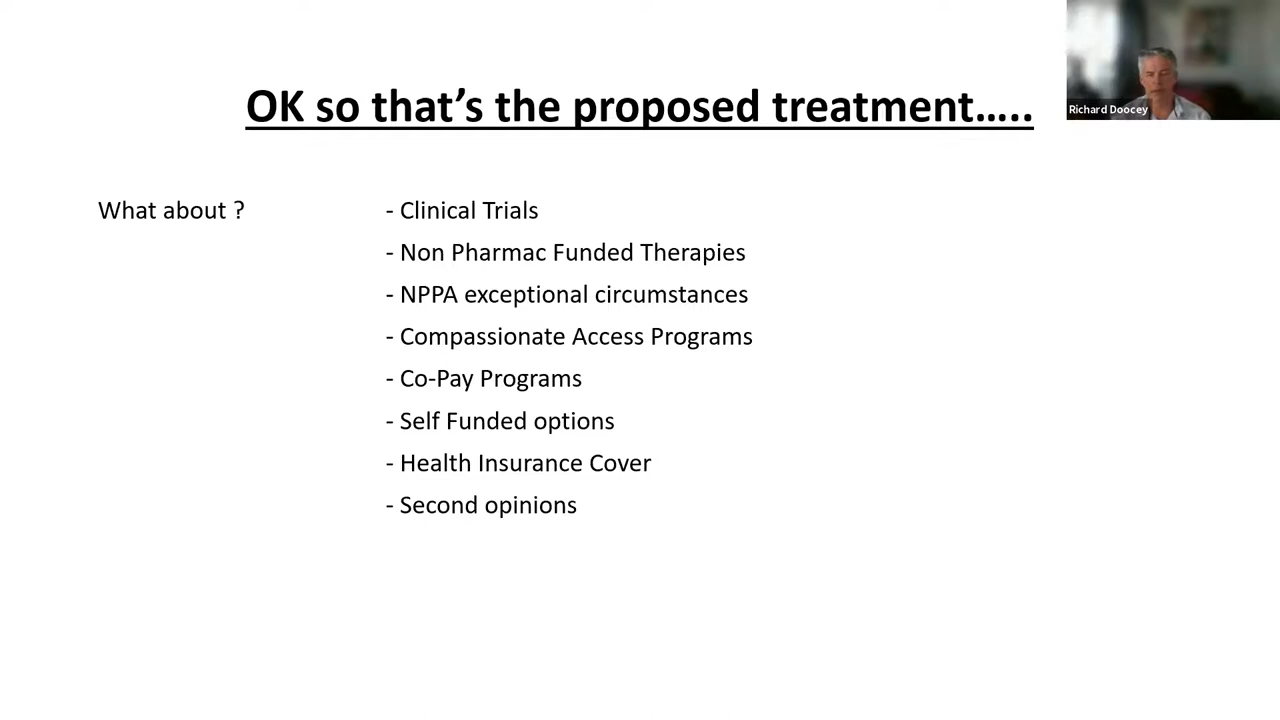 OK so that’s the proposed treatment…..
Richard Doocey
What about ? - Clinical Trials
- Non Pharmac Funded Therapies
- NPPA exceptional circumstances
- Compassionate Access Programs
- Co-Pay Programs
- Self Funded options
- Health Insurance Cover
- Second opinions